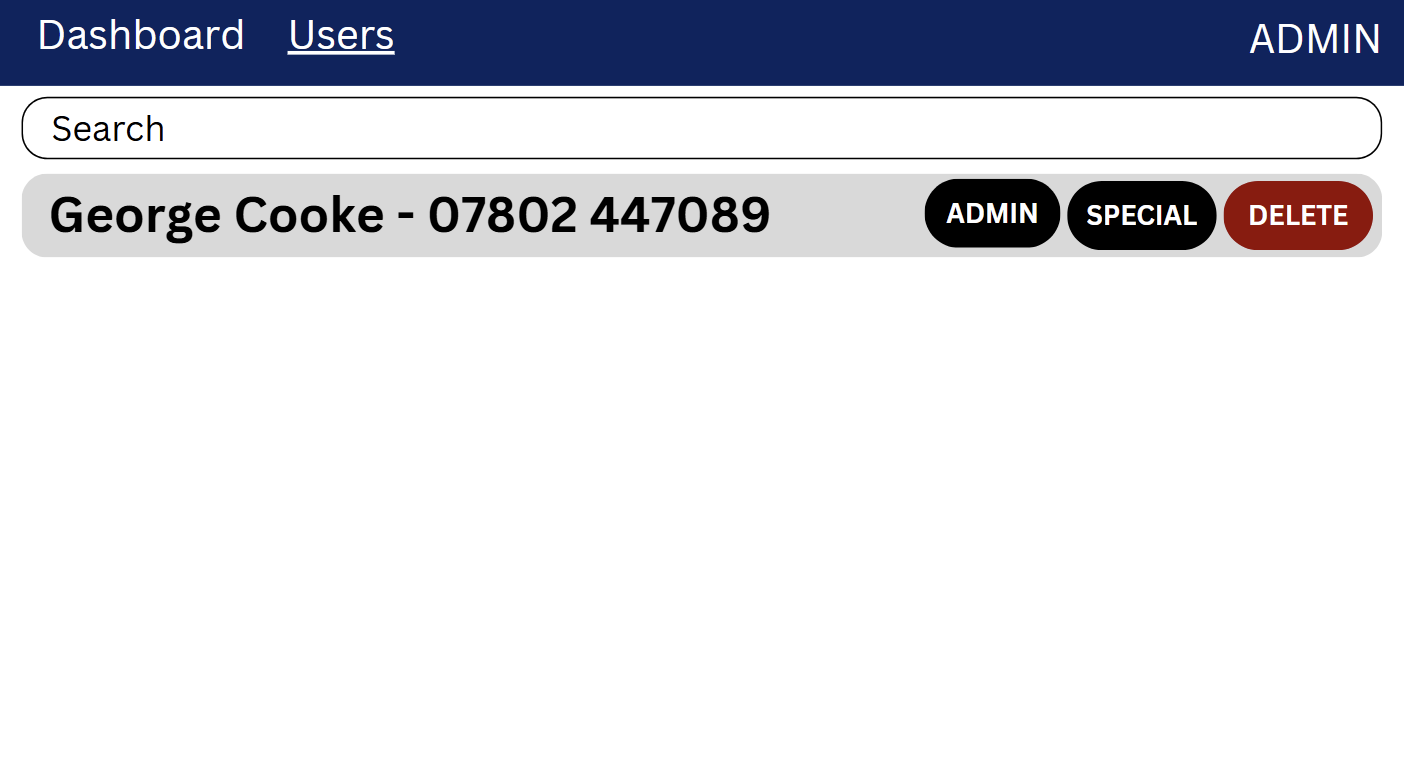 Dashboard Users ADMIN
Search
George Cooke - 07802 447089 ADMIN SPECIAL DELETE